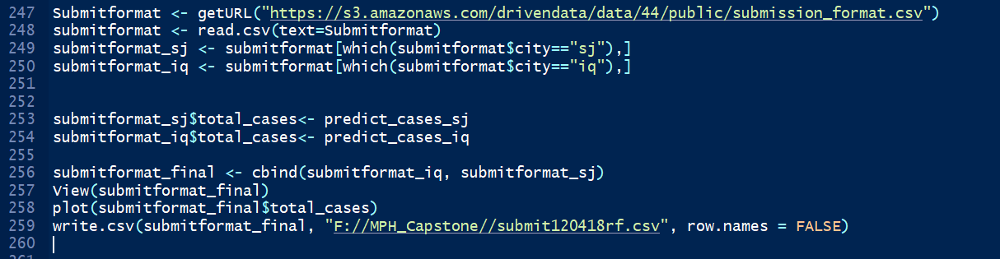 247 Submitformat <- getURL("https://s3.amazonaws.com/drivendata/data/44/public/submission_format.csv")
248 submitformat <- read.csv(text=Submitformat)
249 submitformat_sj <- submitformat[which(submitformat$city=="sj"),]
250 submitformat_iq <- submitformat[which(submitformat$city=="iq"),]
251
252
253 submitformat_sj$total_cases<- predict_cases_sj
254 submitformat_iq$total_cases<- predict_cases_iq
255
256 submitformat_final <- cbind(submitformat_iq, submitformat_sj)
257 View(submitformat_final)
258 plot(submitformat_final$total_cases)
259 write.csv(submitformat_final, "F://MPH_Capstone//submit120418rf.csv", row.names = FALSE)
260
261